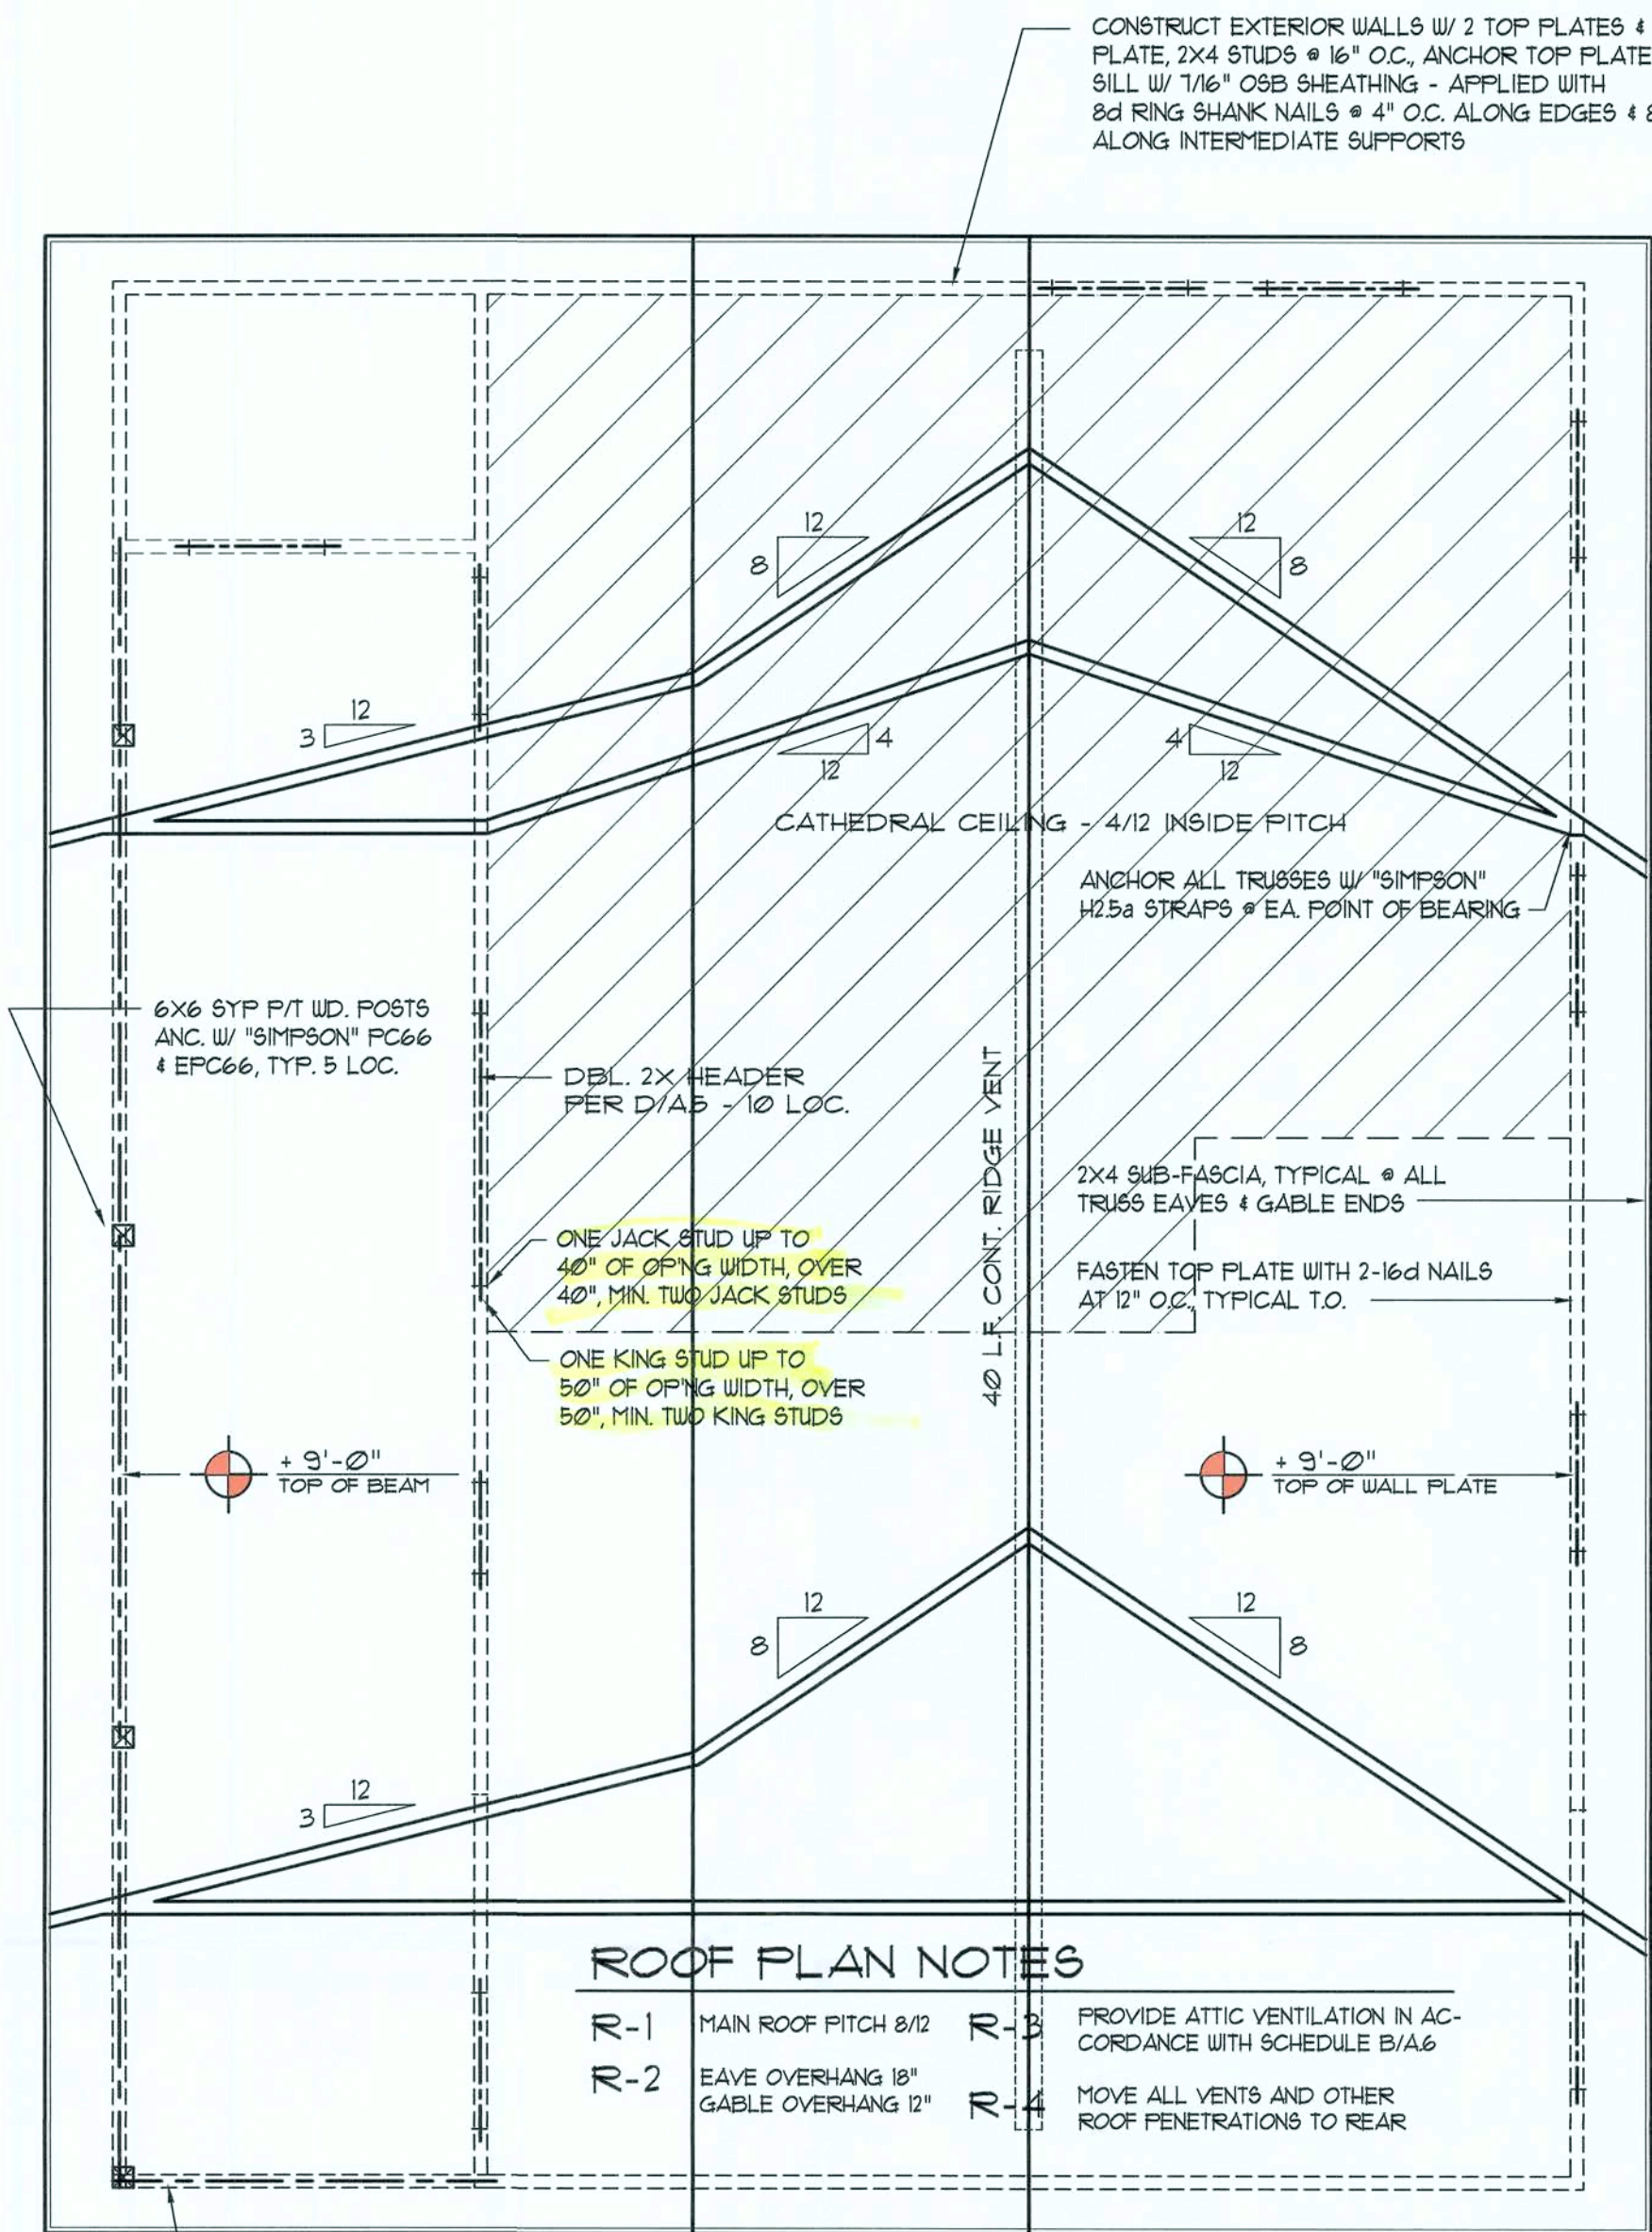 CONSTRUCT EXTERIOR WALLS W/ 2 TOP PLATES &
PLATE, 2X4 STUDS @ 16" O.C., ANCHOR TOP PLATE
SILL W/ 7/16" OSB SHEATHING - APPLIED WITH
8d RING SHANK NAILS @ 4" O.C. ALONG EDGES &
ALONG INTERMEDIATE SUPPORTS
12
8
12
8
12
3
4
12
4
12
CATHEDRAL CEILING - 4/12 INSIDE PITCH
ANCHOR ALL TRUSSES W/ "SIMPSON"
H2.5a STRAPS @ EA. POINT OF BEARING
6X6 SYP P/T WD. POSTS
ANC. W/ "SIMPSON" PC66
& EPC66, TYP. 5 LOC.
DBL. 2X HEADER
PER D/A5 - 10 LOC.
40 L.F. CONT. RIDGE VENT
2X4 SUB-FASCIA, TYPICAL @ ALL
TRUSS EAVES & GABLE ENDS
ONE JACK STUD UP TO
40" OF OP'NG WIDTH, OVER
40", MIN. TWO JACK STUDS
FASTEN TOP PLATE WITH 2-16d NAILS
AT 12" O.C., TYPICAL T.O.
ONE KING STUD UP TO
50" OF OP'NG WIDTH, OVER
50", MIN. TWO KING STUDS
+ 9'-0"
TOP OF BEAM
+ 9'-0"
TOP OF WALL PLATE
12
8
12
8
12
3
ROOF PLAN NOTES
R-1 MAIN ROOF PITCH 8/12
R-2 EAVE OVERHANG 18"
GABLE OVERHANG 12"
R-3 PROVIDE ATTIC VENTILATION IN AC-
CORDANCE WITH SCHEDULE B/A.6
R-4 MOVE ALL VENTS AND OTHER
ROOF PENETRATIONS TO REAR